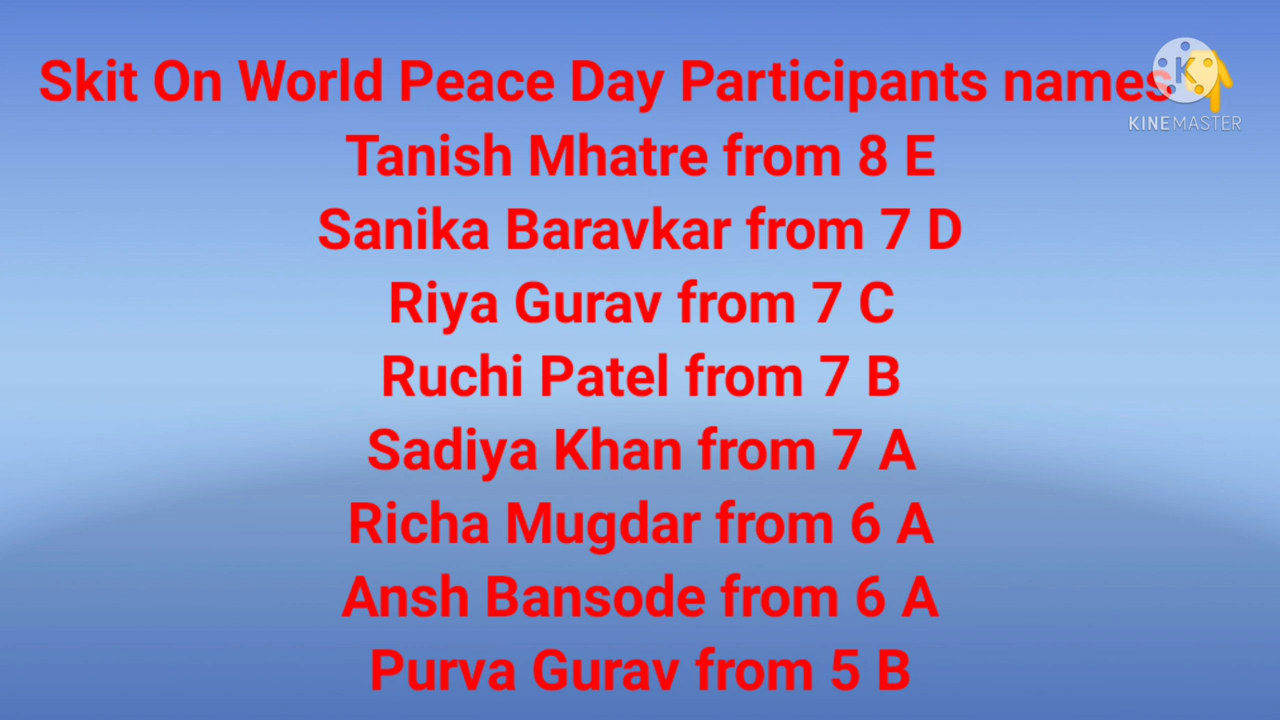 Skit On World Peace Day Participants names
Tanish Mhatre from 8 E
Sanika Baravkar from 7 D
Riya Gurav from 7 C
Ruchi Patel from 7 B
Sadiya Khan from 7 A
Richa Mugdar from 6 A
Ansh Bansode from 6 A
Purva Gurav from 5 B
K
KINEMASTER